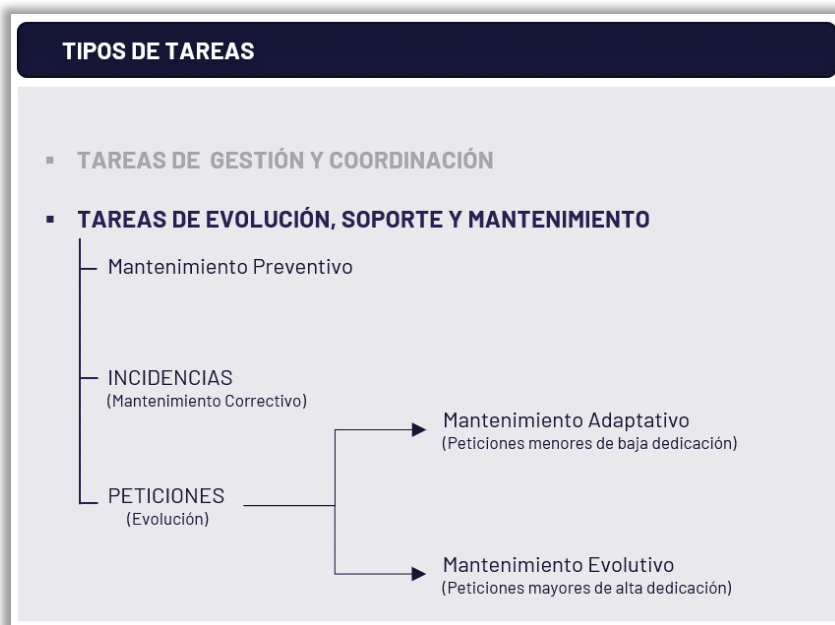 TIPOS DE TAREAS
▪ TAREAS DE GESTIÓN Y COORDINACIÓN
▪ TAREAS DE EVOLUCIÓN, SOPORTE Y MANTENIMIENTO
Mantenimiento Preventivo
INCIDENCIAS
(Mantenimiento Correctivo)
PETICIONES
(Evolución)
Mantenimiento Adaptativo
(Peticiones menores de baja dedicación)
Mantenimiento Evolutivo
(Peticiones mayores de alta dedicación)